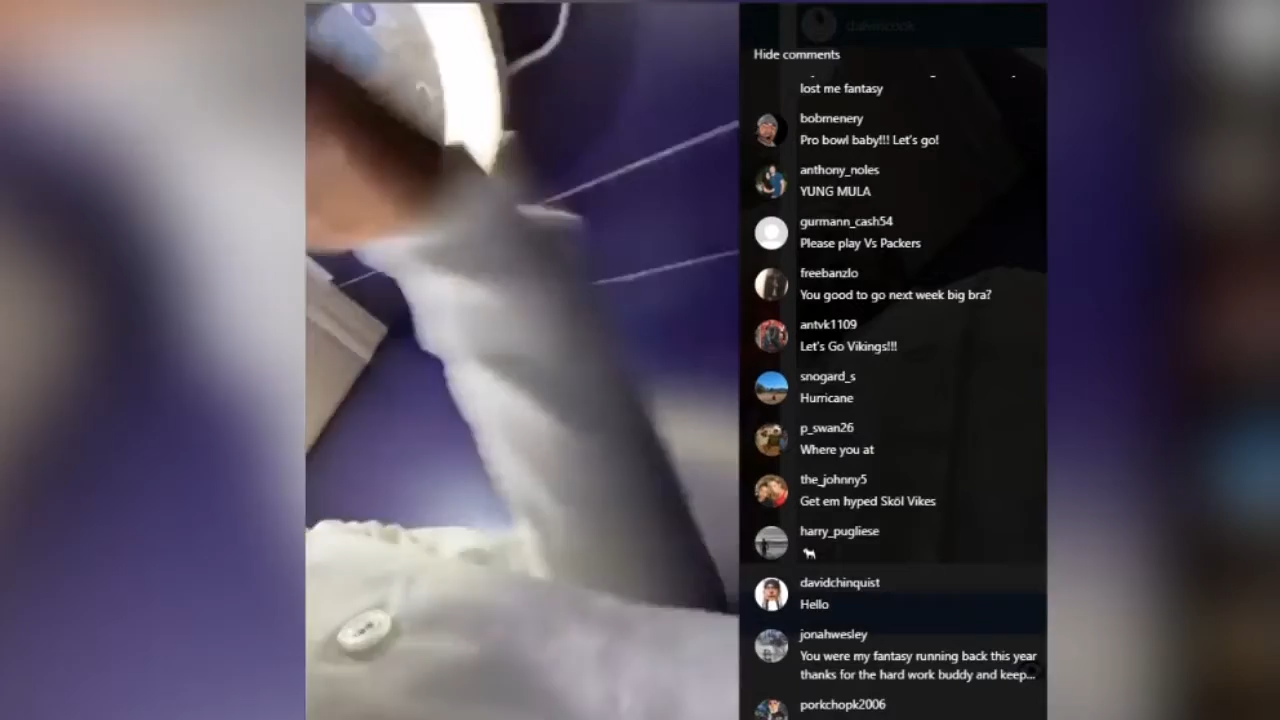 dalvincook
Hide comments
lost me fantasy
bobmenery
Pro bowl baby!!! Let's go!
anthony_noles
YUNG MULA
gurmann_cash54
Please play Vs Packers
freebanzlo
You good to go next week big bra?
antvk1109
Let's Go Vikings!!!
snogard_s
Hurricane
p_swan26
Where you at
the_johnny5
Get em hyped Skól Vikes
harry_pugliese
davidchinquist
Hello
jonahwesley
You were my fantasy running back this year
thanks for the hard work buddy and keep...
porkchopk2006